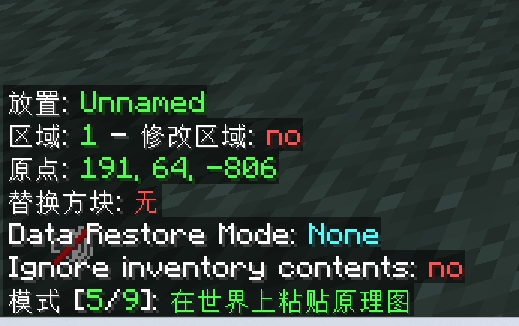 放置: Unnamed
区域: 1 - 修改区域: no
原点: 191, 64, -806
替换方块: 无
Data Restore Mode: None
Ignore inventory contents: no
模式 [5/9]: 在世界上粘贴原理图